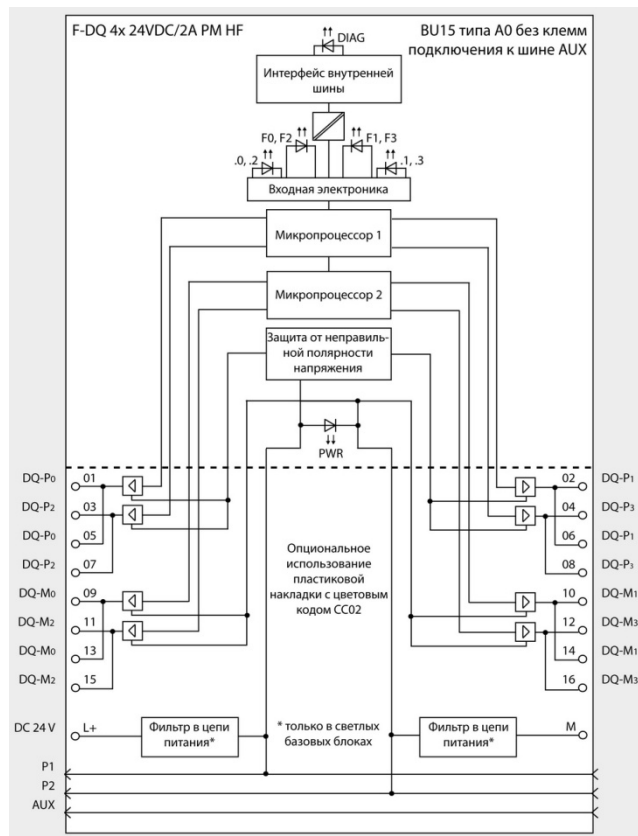 F-DQ 4x 24VDC/2A PM HF
BU15 типа A0 без клемм
подключения к шине AUX
DIAG
Интерфейс внутренней
шины
F0, F2
F1, F3
.0, .2
.1, .3
Входная электроника
Микропроцессор 1
Микропроцессор 2
Защита от неправиль-
ной полярности
напряжения
PWR
DQ-P0 01
02 DQ-P1
DQ-P2 03
04 DQ-P3
DQ-P0 05
06 DQ-P1
DQ-P2 07
08 DQ-P3
Опциональное
использование
пластиковой
накладки с цветовым
кодом CC02
DQ-M0 09
10 DQ-M1
DQ-M2 11
12 DQ-M3
DQ-M0 13
14 DQ-M1
DQ-M2 15
16 DQ-M3
DC 24 V L+
Фильтр в цепи
питания*
* только в светлых
базовых блоках
Фильтр в цепи
питания*
M
P1
P2
AUX